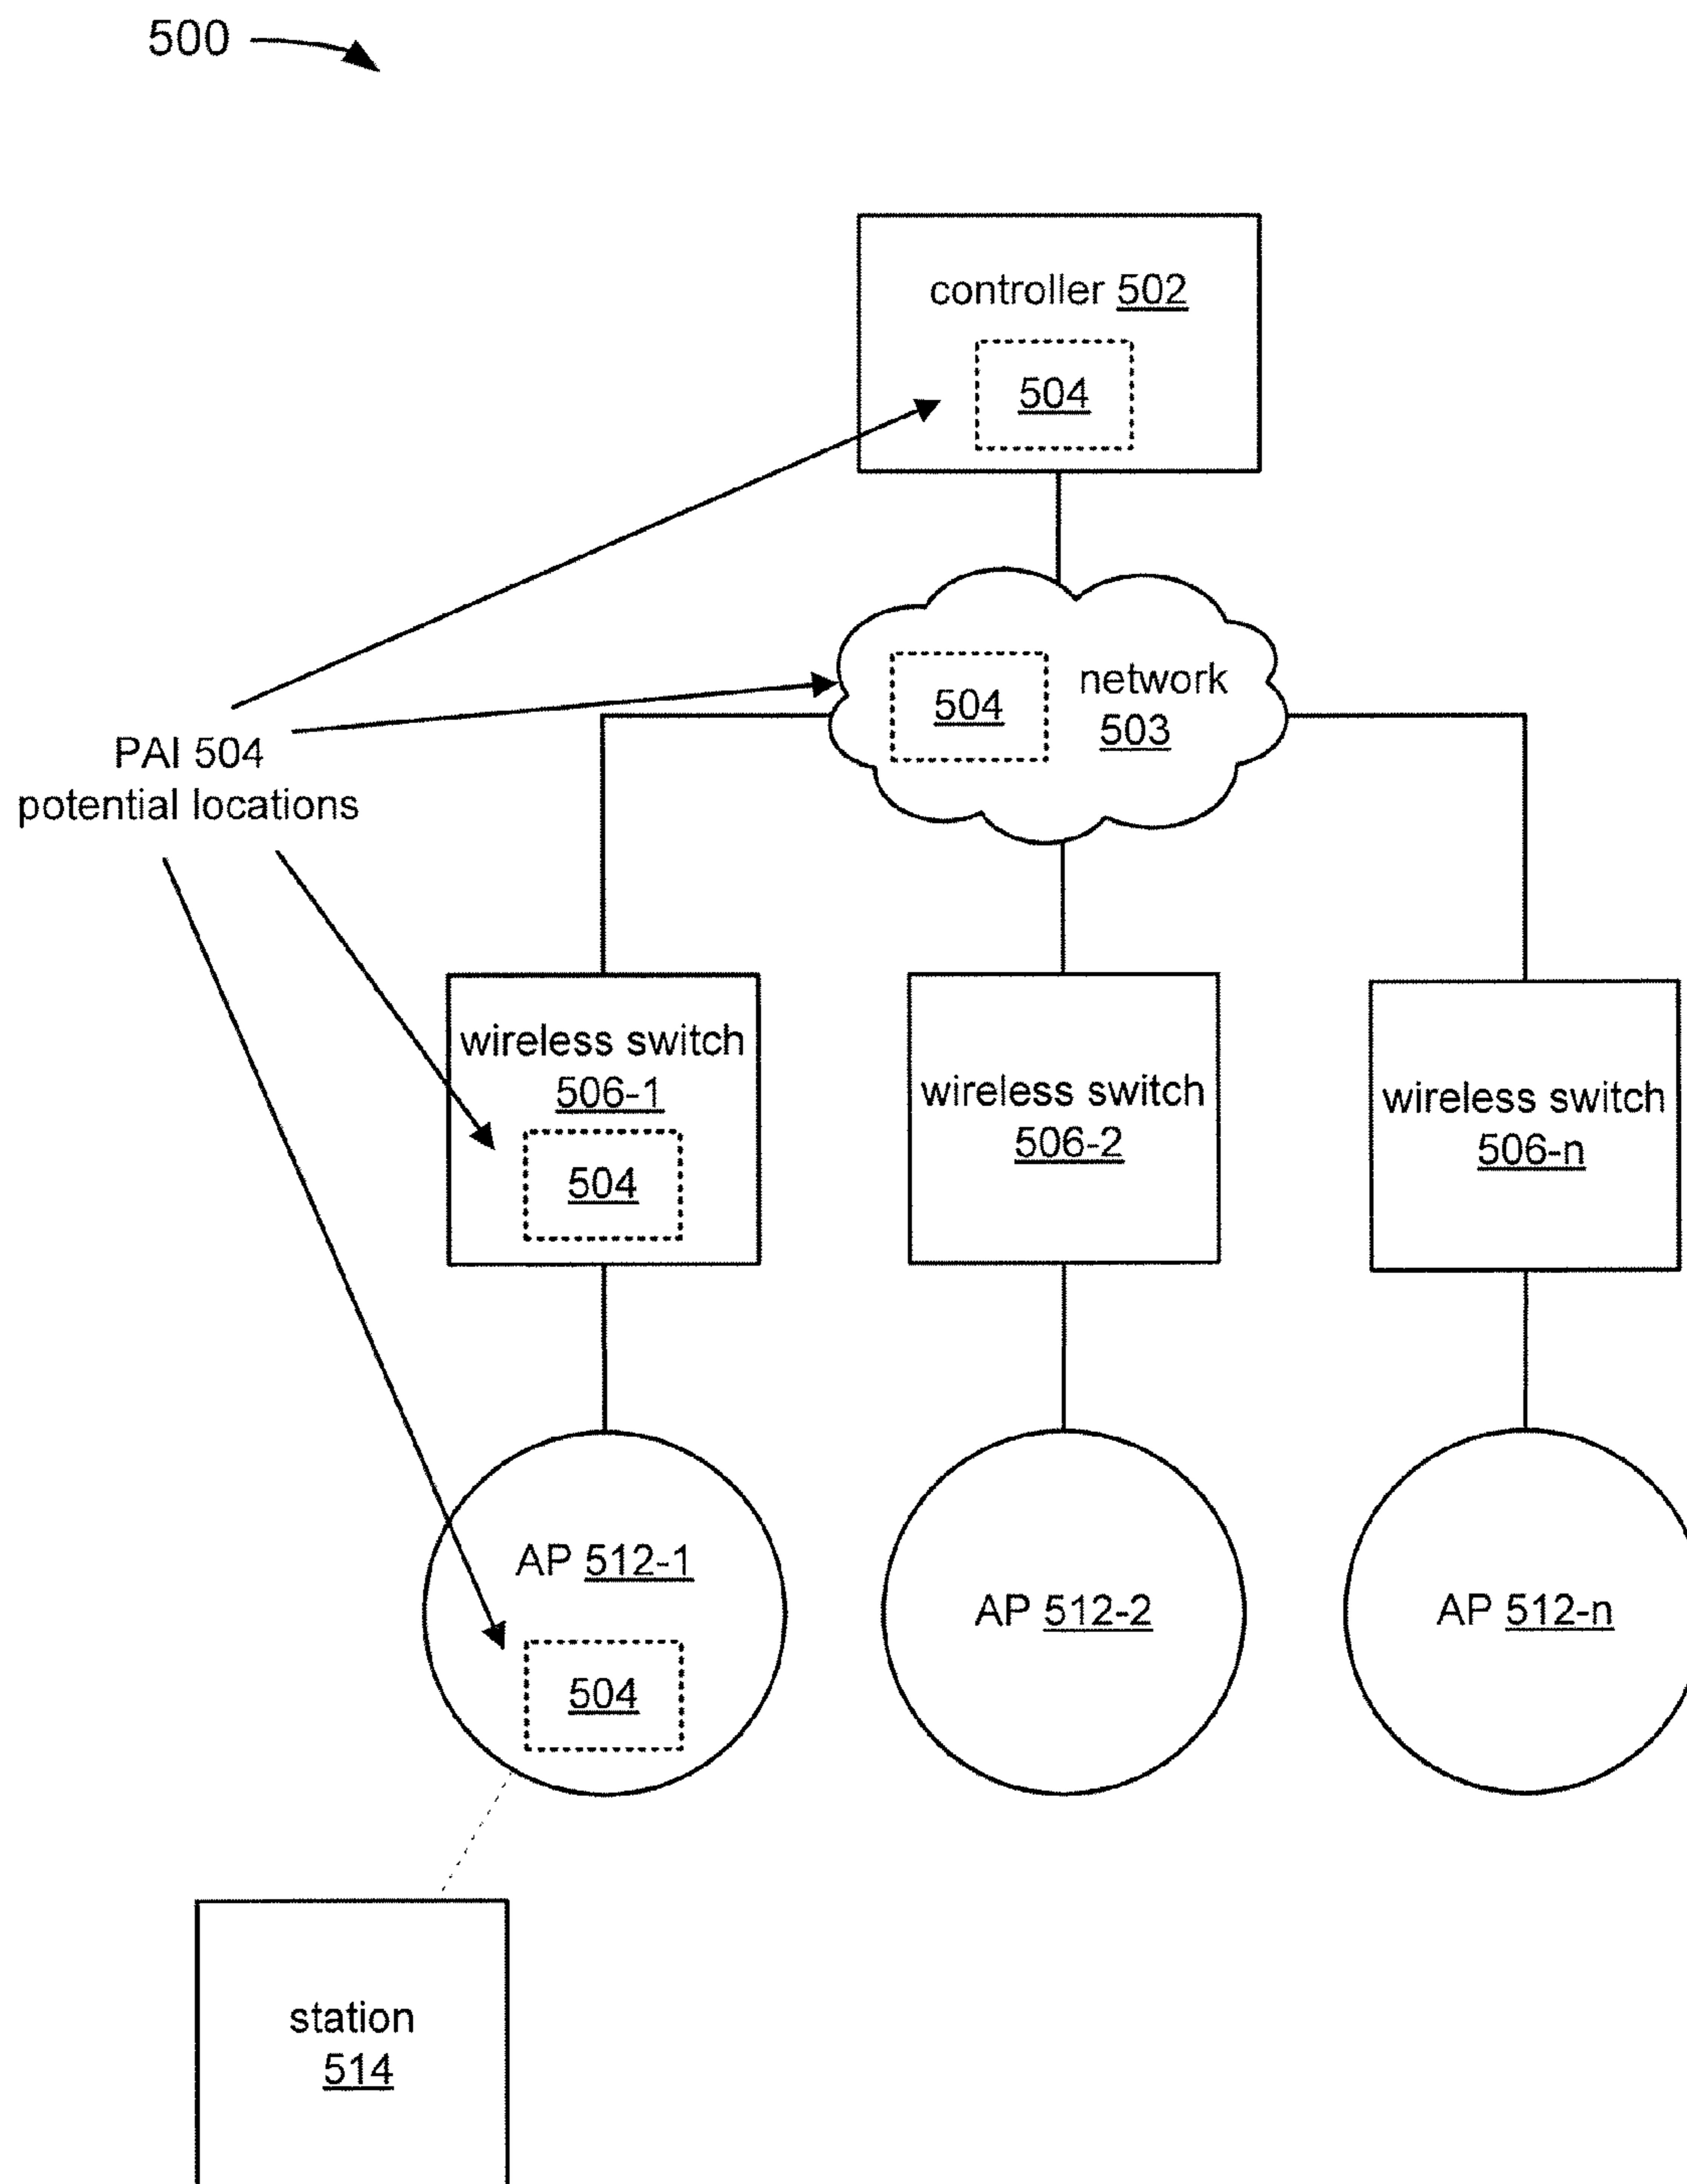 500
controller 502
504
504
network
503
PAI 504
potential locations
wireless switch
506-1
504
wireless switch
506-2
wireless switch
506-n
AP 512-1
504
AP 512-2
AP 512-n
station
514